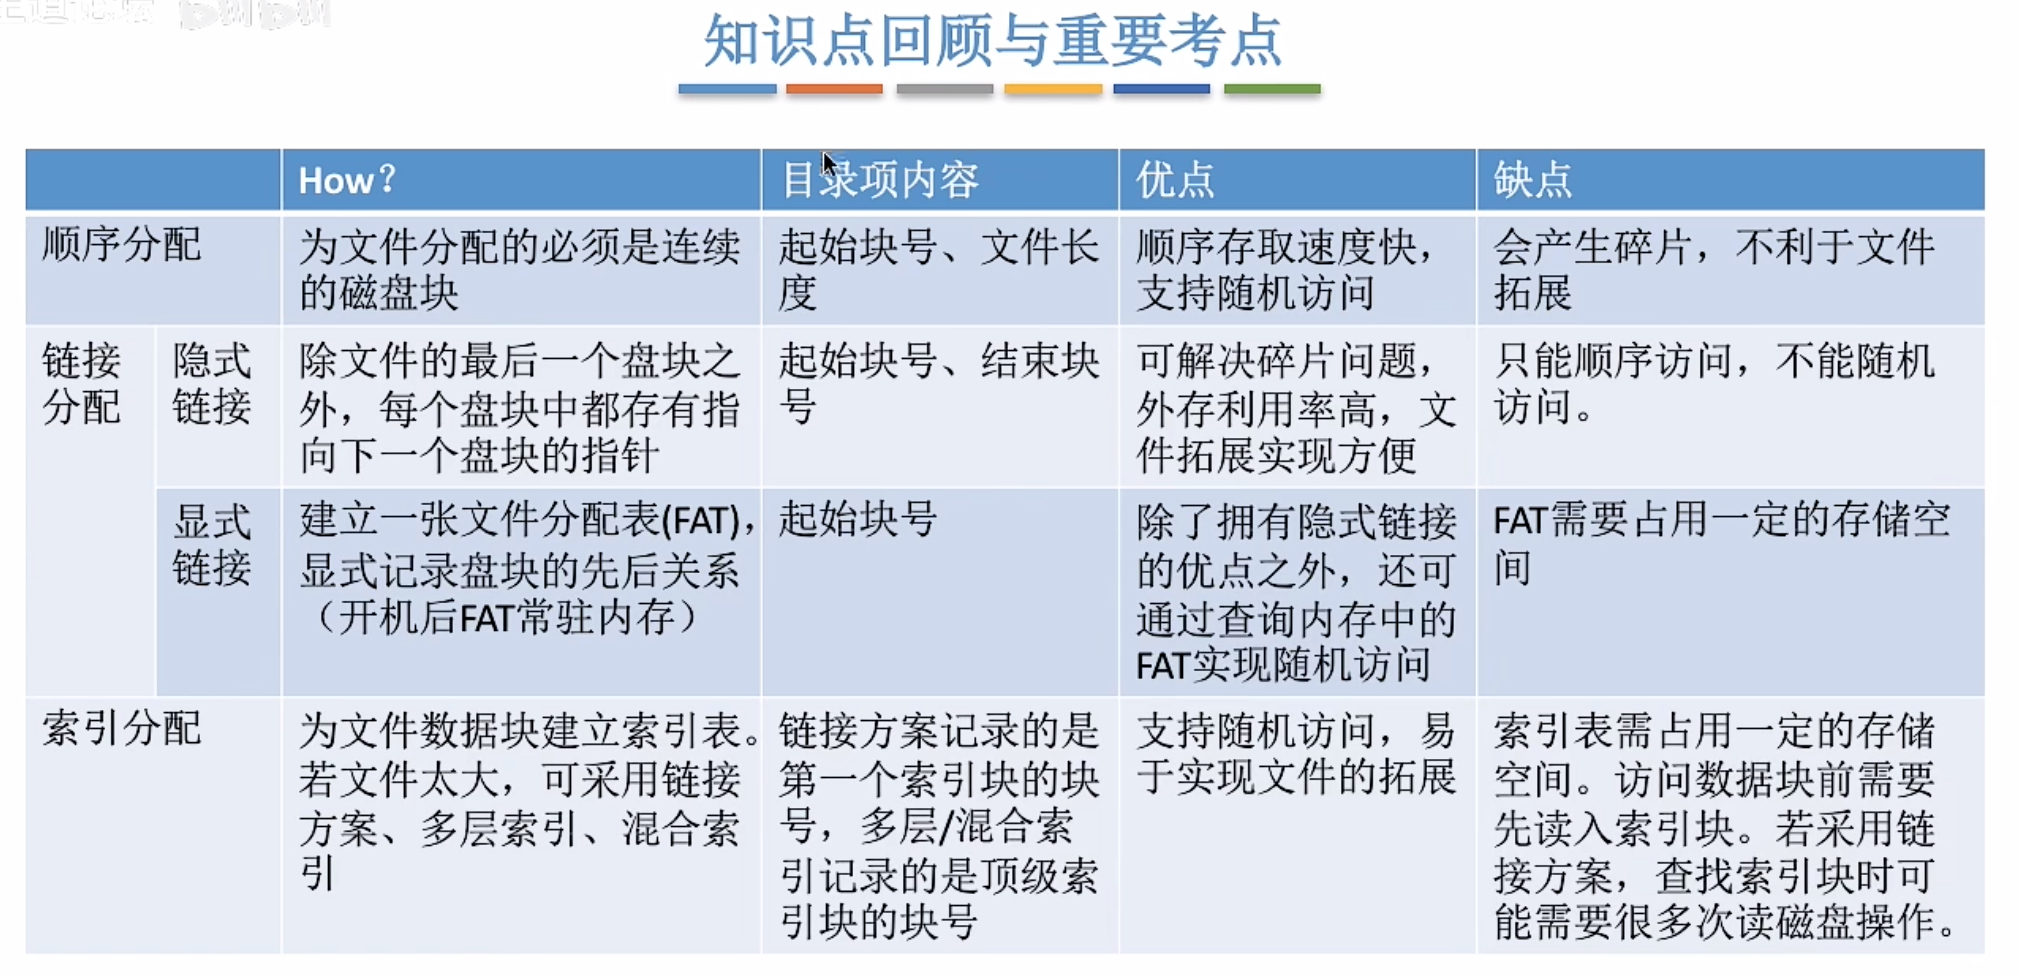 知识点回顾与重要考点
How？
目录项内容
优点
缺点
顺序分配
为文件分配的必须是连续
的磁盘块
起始块号、文件长
度
顺序存取速度快，
支持随机访问
会产生碎片，不利于文件
拓展
链接
分配
隐式
链接
除文件的最后一个盘块之
外，每个盘块中都存有指
向下一个盘块的指针
起始块号、结束块
号
可解决碎片问题，
外存利用率高，文
件拓展实现方便
只能顺序访问，不能随机
访问。
显式
链接
建立一张文件分配表(FAT)，
显式记录盘块的先后关系
（开机后FAT常驻内存）
起始块号
除了拥有隐式链接
的优点之外，还可
通过查询内存中的
FAT实现随机访问
FAT需要占用一定的存储空
间
索引分配
为文件数据块建立索引表。
若文件太大，可采用链接
方案、多层索引、混合索
引
链接方案记录的是
第一个索引块的块
号，多层/混合索
引记录的是顶级索
引块的块号
支持随机访问，易
于实现文件的拓展
索引表需占用一定的存储
空间。访问数据块前需要
先读入索引块。若采用链
接方案，查找索引块时可
能需要很多次读磁盘操作。